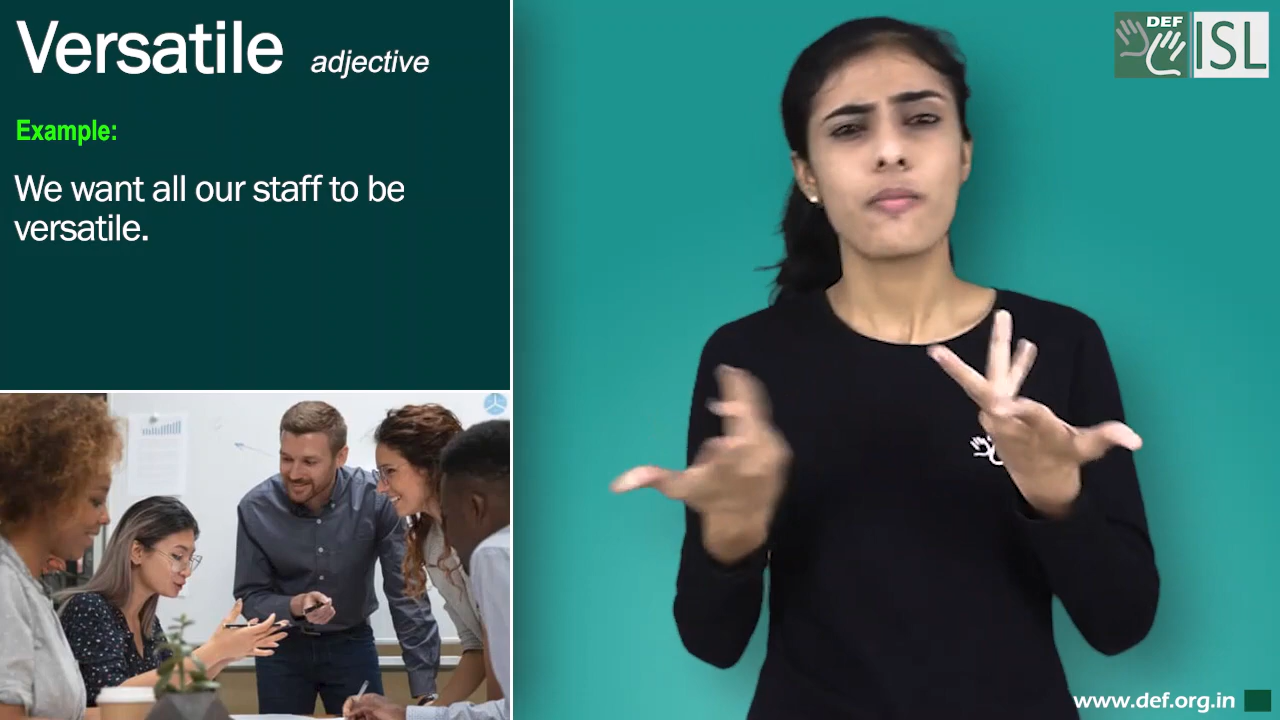 Versatile adjective
Example:
We want all our staff to be
versatile.
DEF
ISL
www.def.org.in